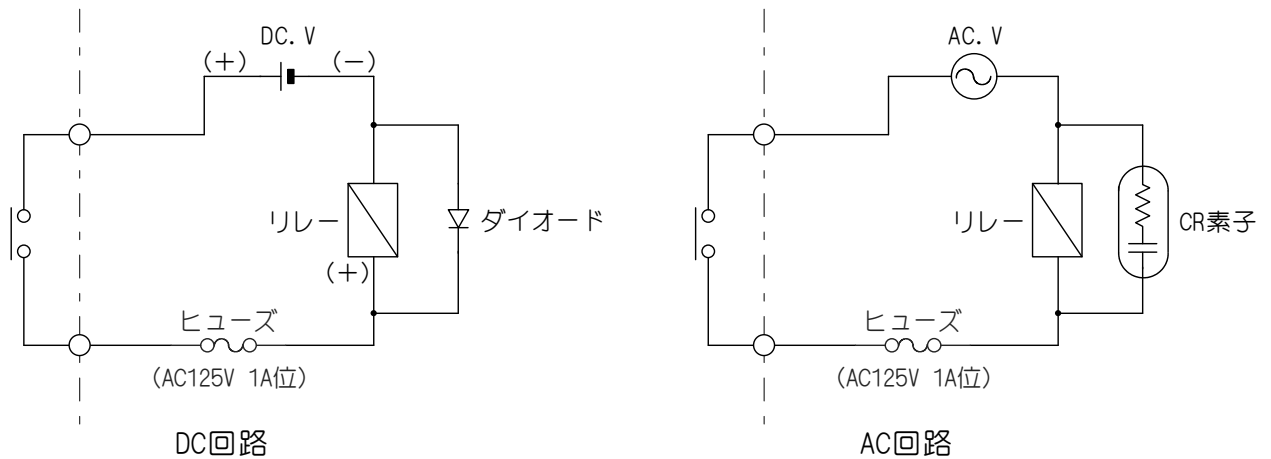 DC.V
(+)
(-)
リレー
ダイオード
(+)
ヒューズ
(AC125V 1A位)
DC回路
AC.V
リレー
CR素子
ヒューズ
(AC125V 1A位)
AC回路